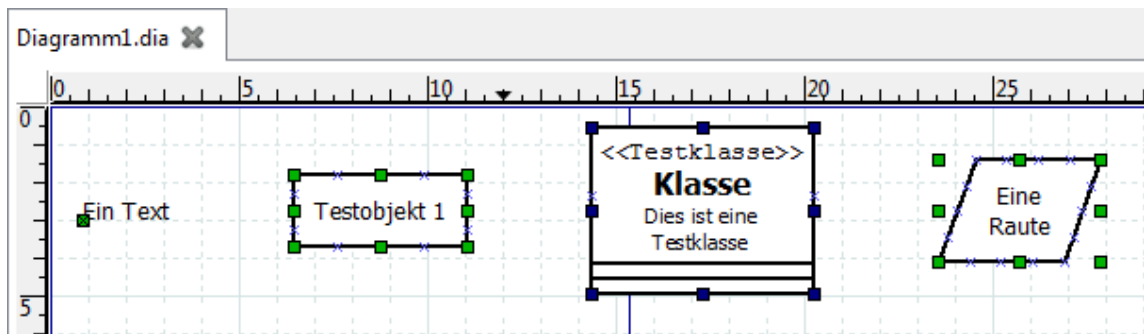 Diagramm1.dia
0 5 10 15 20 25
0
5
Ein Text
Testobjekt 1
<<Testklasse>>
Klasse
Dies ist eine
Testklasse
Eine
Raute